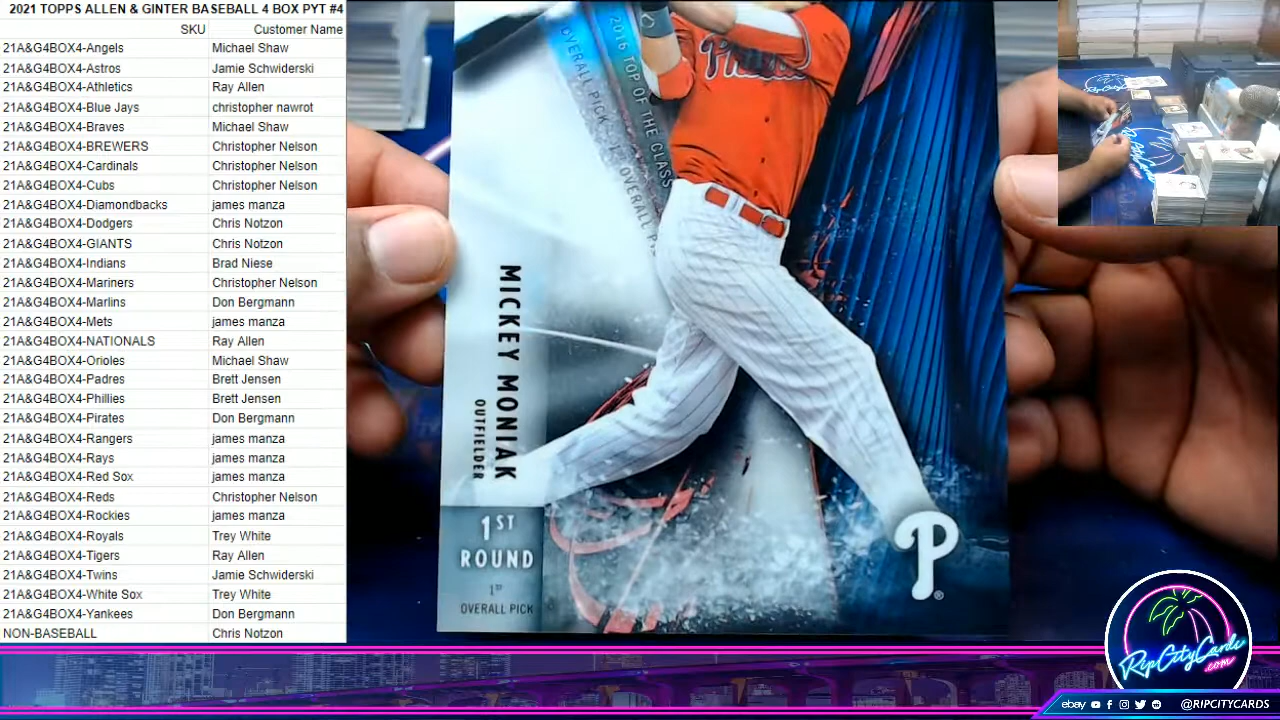 2021 TOPPS ALLEN & GINTER BASEBALL 4 BOX PYT #4
SKU Customer Name
21A&G4BOX4-Angels Michael Shaw
21A&G4BOX4-Astros Jamie Schwiderski
21A&G4BOX4-Athletics Ray Allen
21A&G4BOX4-Blue Jays christopher nawrot
21A&G4BOX4-Braves Michael Shaw
21A&G4BOX4-BREWERS Christopher Nelson
21A&G4BOX4-Cardinals Christopher Nelson
21A&G4BOX4-Cubs Christopher Nelson
21A&G4BOX4-Diamondbacks james manza
21A&G4BOX4-Dodgers Chris Notzon
21A&G4BOX4-GIANTS Chris Notzon
21A&G4BOX4-Indians Brad Niese
21A&G4BOX4-Mariners Christopher Nelson
21A&G4BOX4-Marlins Don Bergmann
21A&G4BOX4-Mets james manza
21A&G4BOX4-NATIONALS Ray Allen
21A&G4BOX4-Orioles Michael Shaw
21A&G4BOX4-Padres Brett Jensen
21A&G4BOX4-Phillies Brett Jensen
21A&G4BOX4-Pirates Don Bergmann
21A&G4BOX4-Rangers james manza
21A&G4BOX4-Rays james manza
21A&G4BOX4-Red Sox james manza
21A&G4BOX4-Reds Christopher Nelson
21A&G4BOX4-Rockies james manza
21A&G4BOX4-Royals Trey White
21A&G4BOX4-Tigers Ray Allen
21A&G4BOX4-Twins Jamie Schwiderski
21A&G4BOX4-White Sox Trey White
21A&G4BOX4-Yankees Don Bergmann
NON-BASEBALL Chris Notzon
2016 TOP OF THE CLASS
OVERALL PICK
1st OVERALL
MICKEY MONIAK
OUTFIELDER
1ST
ROUND
1ST
OVERALL PICK
P
®
RipCityCards
.com
ebay @RIPCITYCARDS